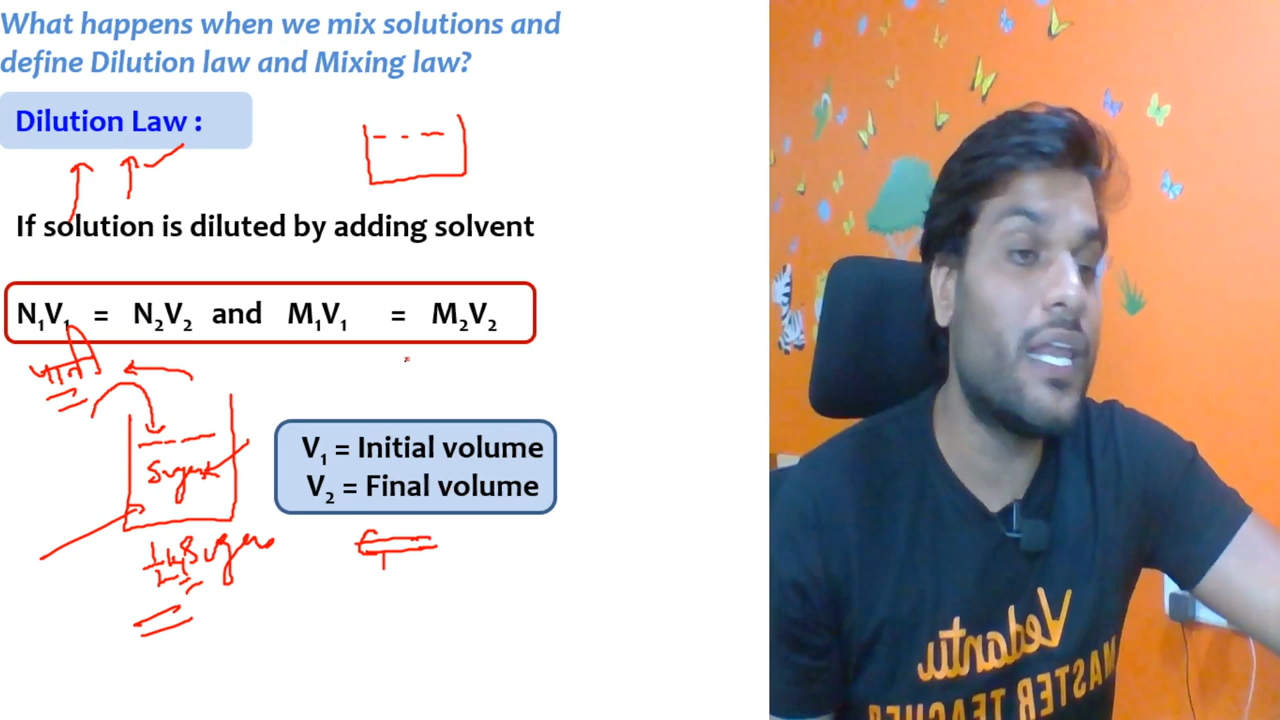 What happens when we mix solutions and
define Dilution law and Mixing law?
Dilution Law :
If solution is diluted by adding solvent
N₁V₁ = N₂V₂ and M₁V₁ = M₂V₂
पानी
V₁ = Initial volume
V₂ = Final volume
Sugar
Sugar
Vedantu
MASTER TEACHER